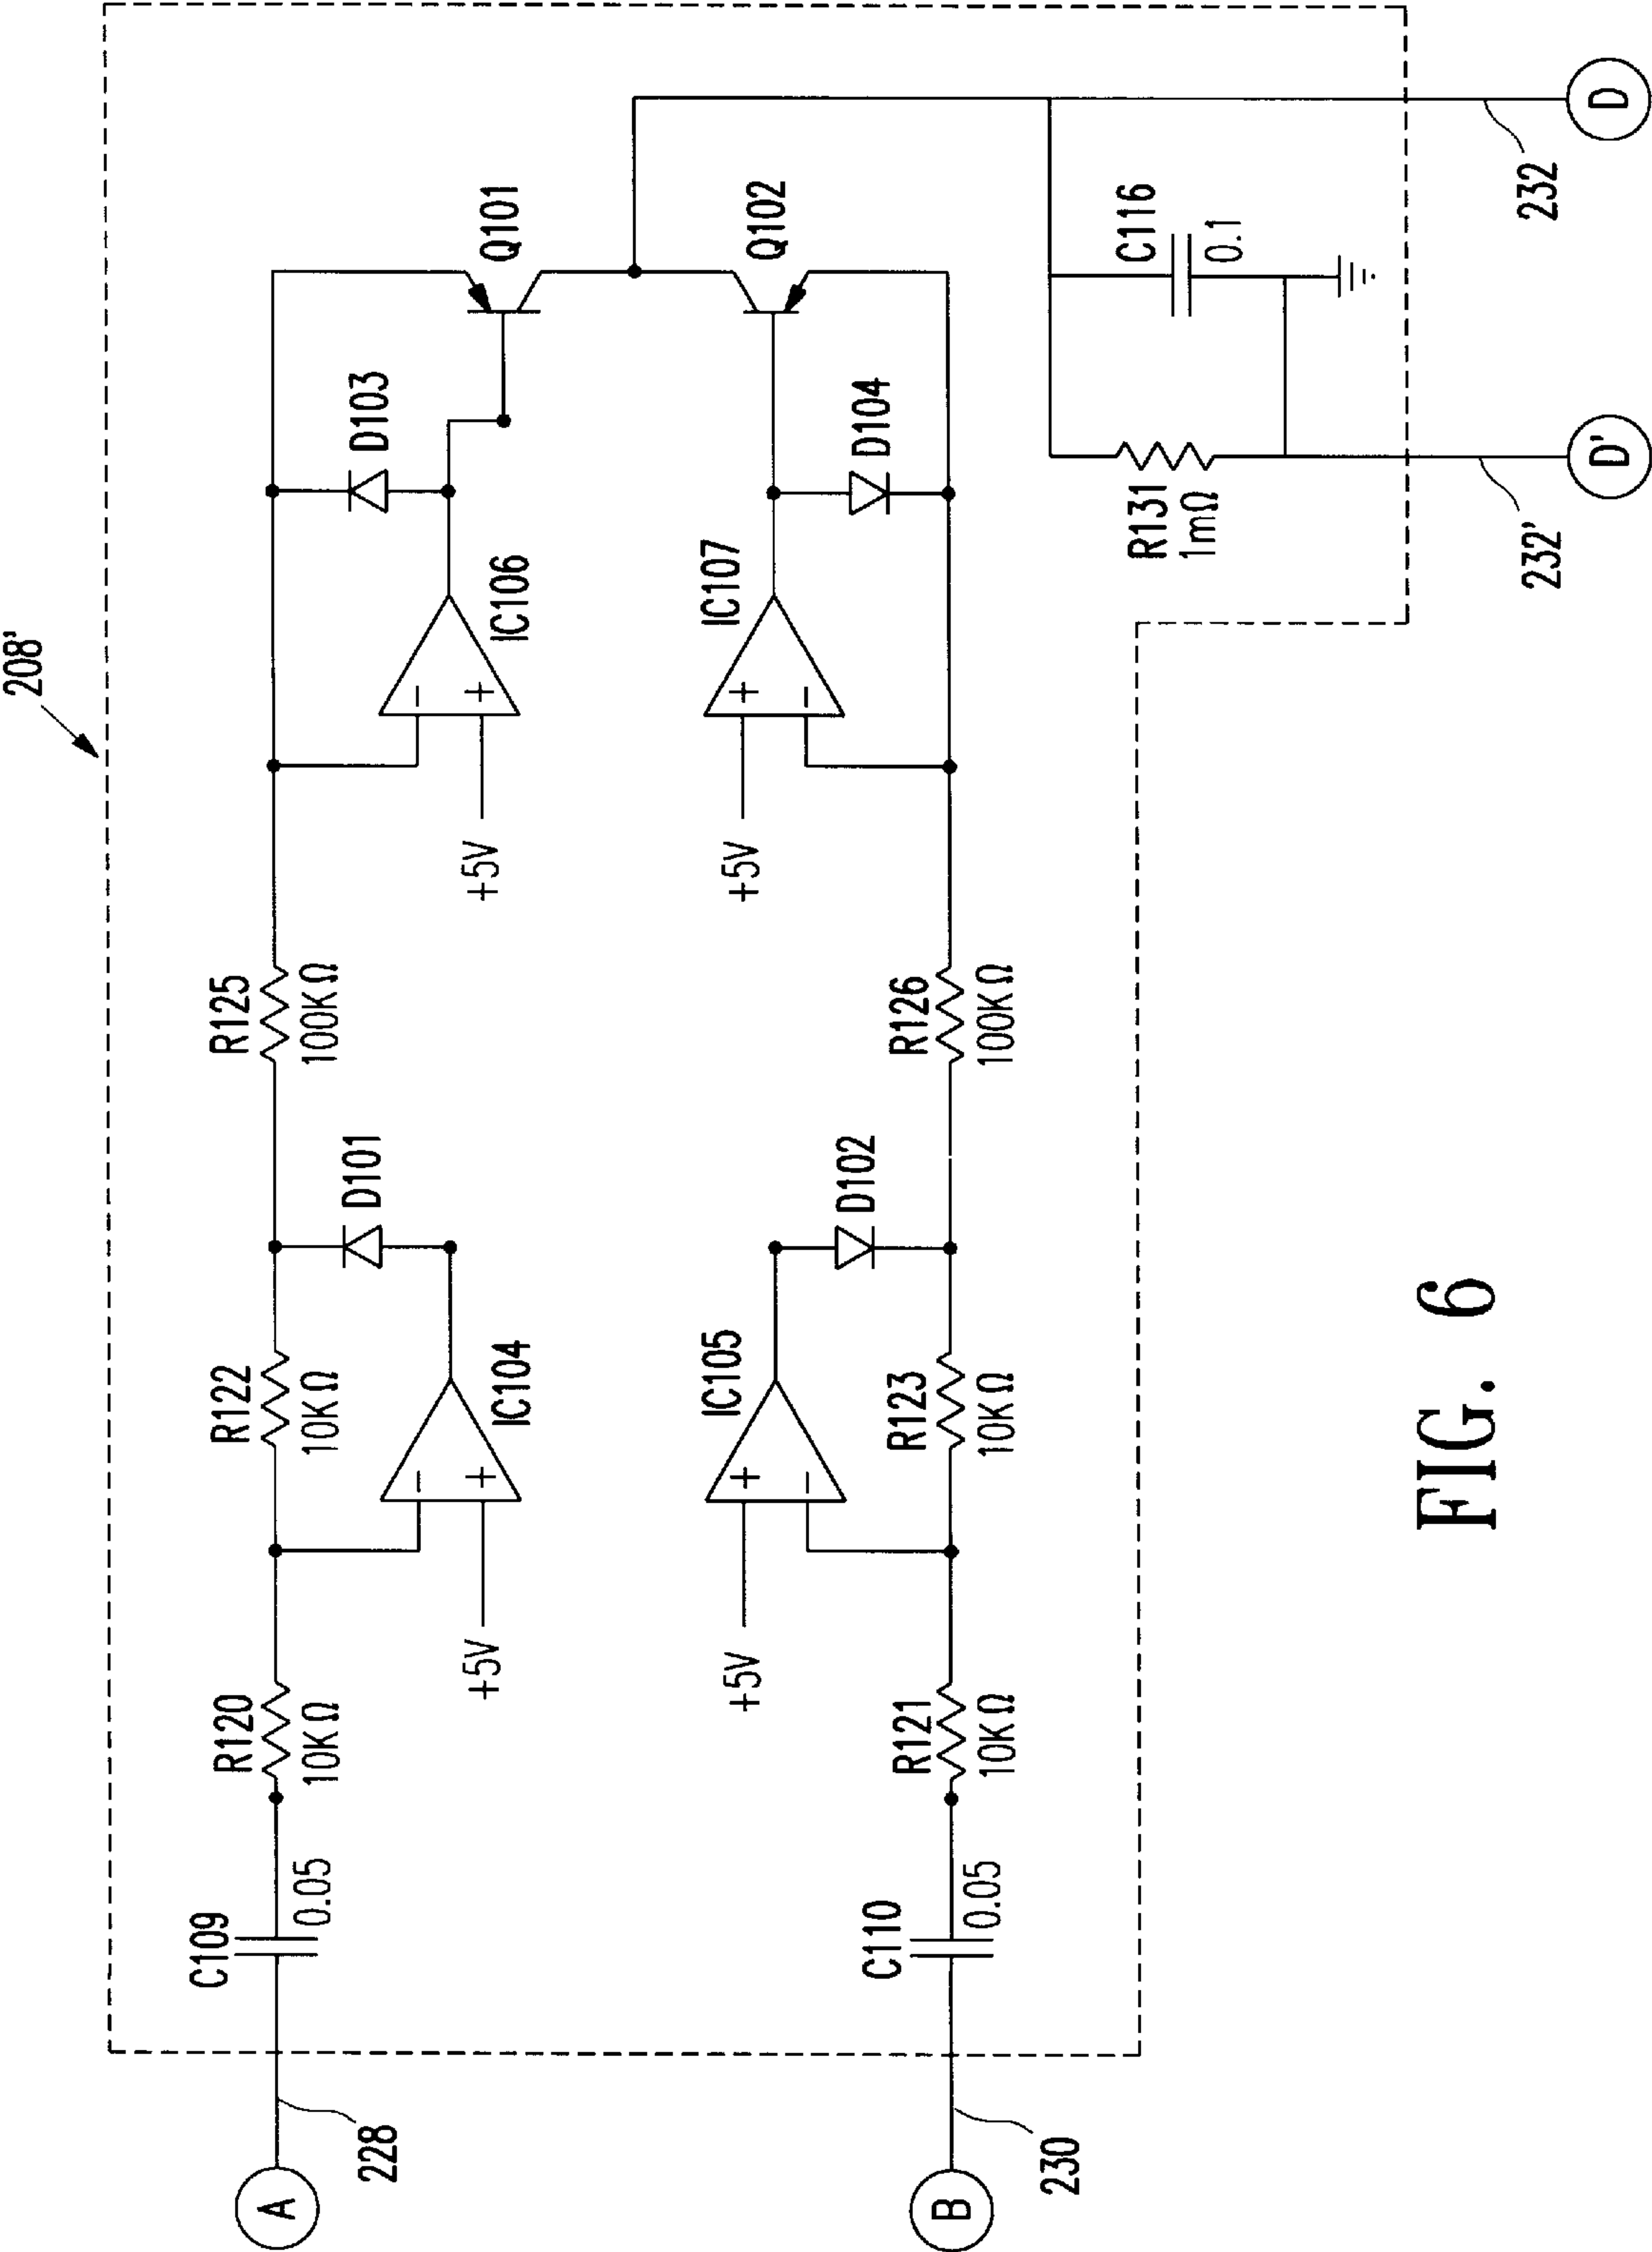 208'
A
228
C109
0.05
R120
10KΩ
R122
10KΩ
D101
R125
100KΩ
D103
Q101
+5V
-
+
IC104
+5V
-
+
IC106
+5V
+
-
IC105
+5V
+
-
IC107
Q102
B
230
C110
0.05
R121
10KΩ
R123
10KΩ
D102
R126
100KΩ
D104
R131
1mΩ
C116
0.1
232'
D'
232
D
FIG. 6